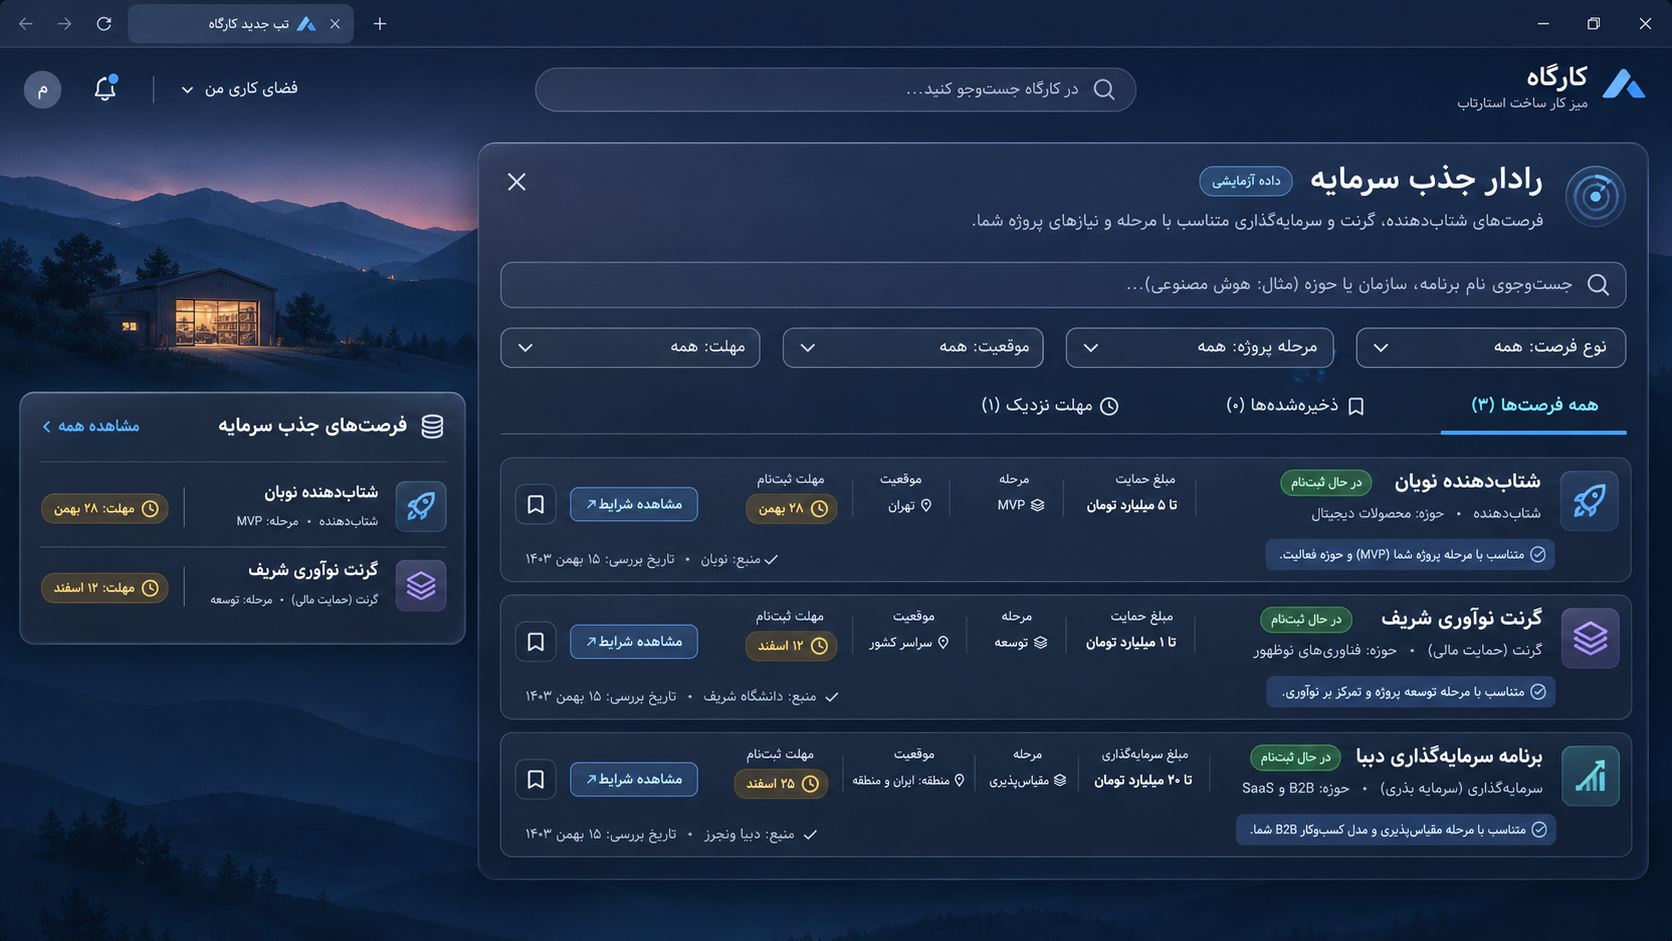 تب جدید کارگاه
کارگاه
میز کار ساخت استارتاپ
در کارگاه جست‌وجو کنید...
فضای کاری من
م
رادار جذب سرمایه
داده آزمایشی
فرصت‌های شتاب‌دهنده، گرنت و سرمایه‌گذاری متناسب با مرحله و نیازهای پروژه شما.
جست‌وجوی نام برنامه، سازمان یا حوزه (مثال: هوش مصنوعی)...
نوع فرصت: همه
مرحله پروژه: همه
موقعیت: همه
مهلت: همه
همه فرصت‌ها (۳)
ذخیره‌شده‌ها (۰)
مهلت نزدیک (۱)
شتاب‌دهنده نوبان
در حال ثبت‌نام
شتاب‌دهنده • حوزه: محصولات دیجیتال
متناسب با مرحله پروژه شما (MVP) و حوزه فعالیت.
مبلغ حمایت
تا ۵ میلیارد تومان
مرحله
MVP
موقعیت
تهران
مهلت ثبت‌نام
۲۸ بهمن
مشاهده شرایط
منبع: نوبان • تاریخ بررسی: ۱۵ بهمن ۱۴۰۳
گرنت نوآوری شریف
در حال ثبت‌نام
گرنت (حمایت مالی) • حوزه: فناوری‌های نوظهور
متناسب با مرحله توسعه پروژه و تمرکز بر نوآوری.
مبلغ حمایت
تا ۱ میلیارد تومان
مرحله
توسعه
موقعیت
سراسر کشور
مهلت ثبت‌نام
۱۲ اسفند
مشاهده شرایط
منبع: دانشگاه شریف • تاریخ بررسی: ۱۵ بهمن ۱۴۰۳
برنامه سرمایه‌گذاری دیبا
در حال ثبت‌نام
سرمایه‌گذاری (سرمایه بذری) • حوزه: B2B و SaaS
متناسب با مرحله مقیاس‌پذیری و مدل کسب‌وکار B2B شما.
مبلغ سرمایه‌گذاری
تا ۲۰ میلیارد تومان
مرحله
مقیاس‌پذیری
موقعیت
منطقه: ایران و منطقه
مهلت ثبت‌نام
۲۵ اسفند
مشاهده شرایط
منبع: دیبا ونچرز • تاریخ بررسی: ۱۵ بهمن ۱۴۰۳
فرصت‌های جذب سرمایه
مشاهده همه
شتاب‌دهنده نوبان
شتاب‌دهنده • مرحله: MVP
مهلت: ۲۸ بهمن
گرنت نوآوری شریف
گرنت (حمایت مالی) • مرحله: توسعه
مهلت: ۱۲ اسفند